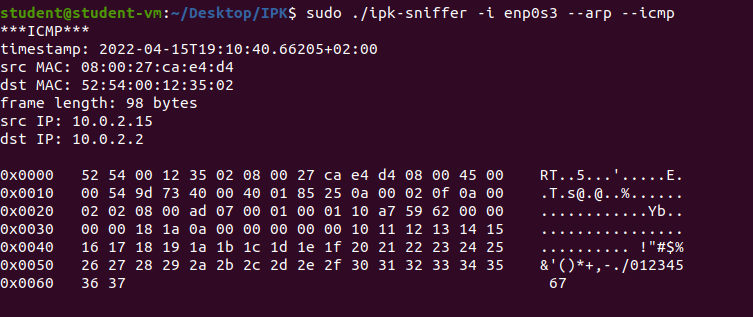 student@student-vm:~/Desktop/IPK$ sudo ./ipk-sniffer -i enp0s3 --arp --icmp
***ICMP***
timestamp: 2022-04-15T19:10:40.66205+02:00
src MAC: 08:00:27:ca:e4:d4
dst MAC: 52:54:00:12:35:02
frame length: 98 bytes
src IP: 10.0.2.15
dst IP: 10.0.2.2

0x0000   52 54 00 12 35 02 08 00 27 ca e4 d4 08 00 45 00    RT..5...'.....E.
0x0010   00 54 9d 73 40 00 40 01 85 25 0a 00 02 0f 0a 00    .T.s@.@..%......
0x0020   02 02 08 00 ad 07 00 01 00 01 10 a7 59 62 00 00    ............Yb..
0x0030   00 00 18 1a 0a 00 00 00 00 00 10 11 12 13 14 15    ................
0x0040   16 17 18 19 1a 1b 1c 1d 1e 1f 20 21 22 23 24 25    .......... !"#$%
0x0050   26 27 28 29 2a 2b 2c 2d 2e 2f 30 31 32 33 34 35    &'()*+,-./012345
0x0060   36 37    67